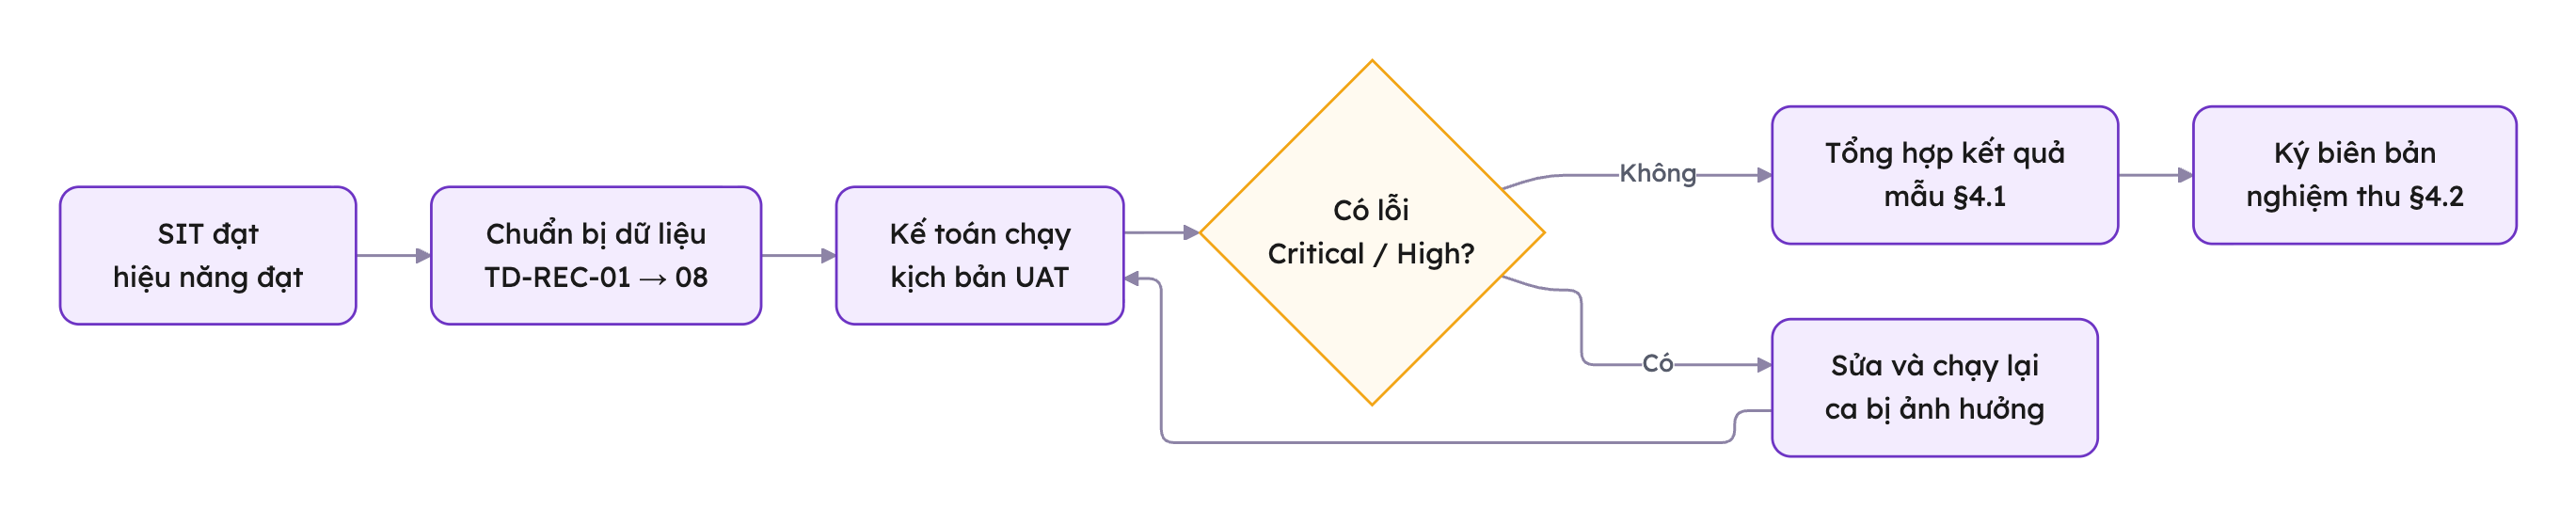 SIT đạt
hiệu năng đạt
Chuẩn bị dữ liệu
TD-REC-01 → 08
Kế toán chạy
kịch bản UAT
Có lỗi
Critical / High?
Không
Tổng hợp kết quả
mẫu §4.1
Ký biên bản
nghiệm thu §4.2
Có
Sửa và chạy lại
ca bị ảnh hưởng